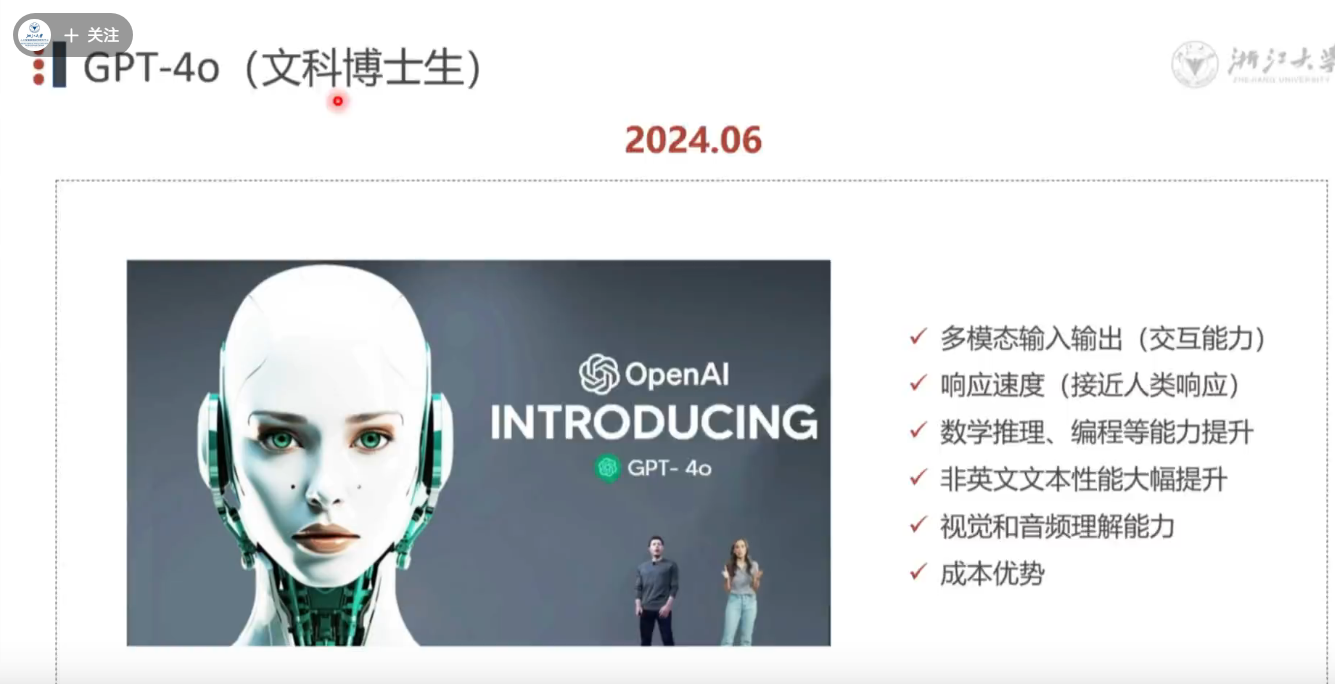 关注
GPT-4o（文科博士生）
浙江大学
ZHEJIANG UNIVERSITY
2024.06
OpenAI
INTRODUCING
GPT- 4o
多模态输入输出（交互能力）
响应速度（接近人类响应）
数学推理、编程等能力提升
非英文文本性能大幅提升
视觉和音频理解能力
成本优势